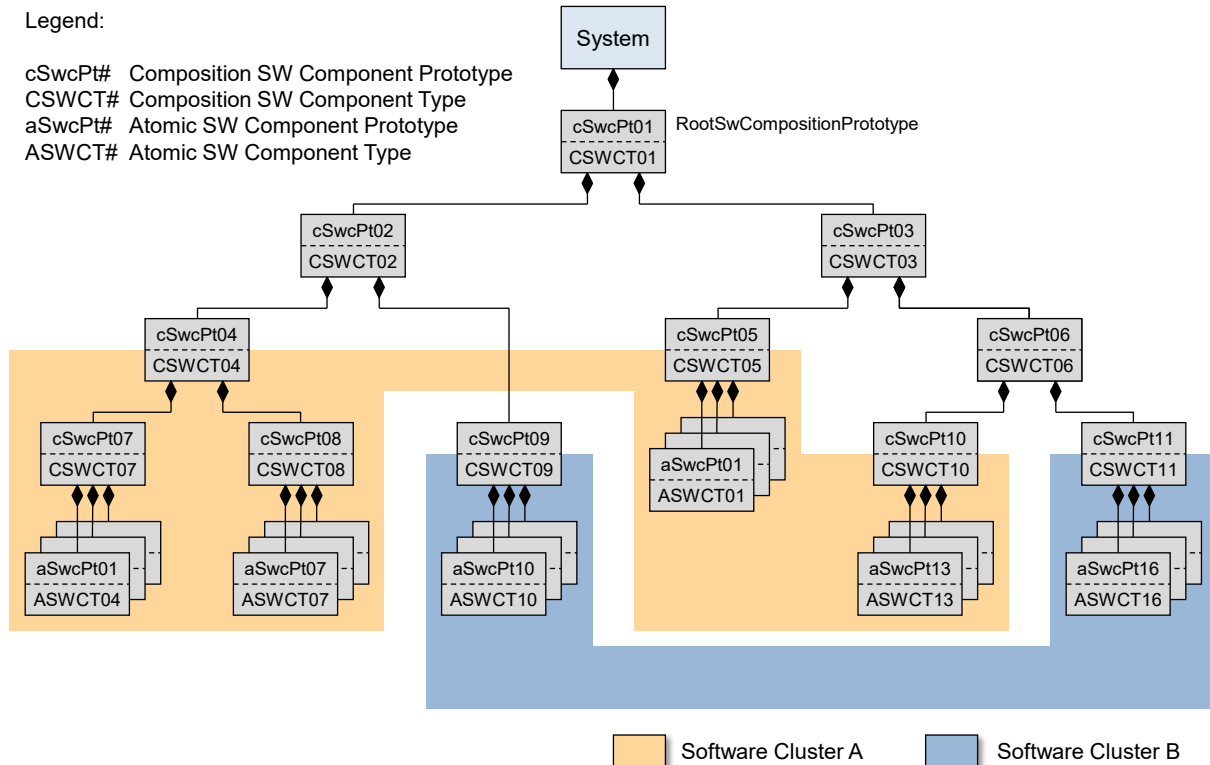 Legend:
cSwcPt# Composition SW Component Prototype
CSWCT# Composition SW Component Type
aSwcPt# Atomic SW Component Prototype
ASWCT# Atomic SW Component Type
System
cSwcPt01
CSWCT01
RootSwCompositionPrototype
cSwcPt02
CSWCT02
cSwcPt03
CSWCT03
cSwcPt04
CSWCT04
cSwcPt05
CSWCT05
cSwcPt06
CSWCT06
cSwcPt07
CSWCT07
cSwcPt08
CSWCT08
cSwcPt09
CSWCT09
aSwcPt01
ASWCT01
cSwcPt10
CSWCT10
cSwcPt11
CSWCT11
aSwcPt01
ASWCT04
aSwcPt07
ASWCT07
aSwcPt10
ASWCT10
aSwcPt13
ASWCT13
aSwcPt16
ASWCT16
Software Cluster A
Software Cluster B